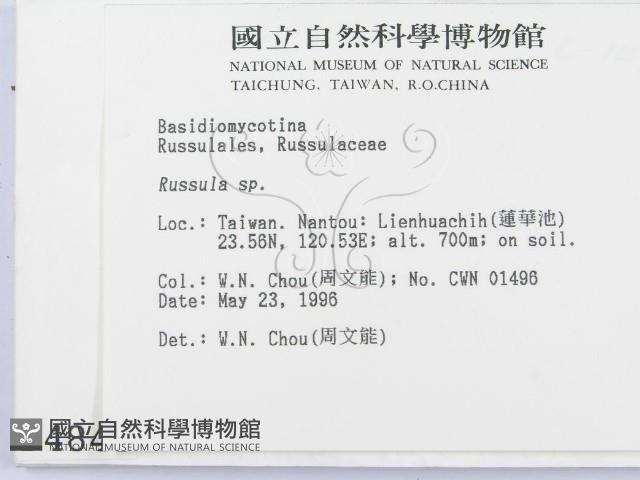 國立自然科學博物館
NATIONAL MUSEUM OF NATURAL SCIENCE
TAICHUNG, TAIWAN, R.O.CHINA
Basidiomycotina
Russulales, Russulaceae
Russula sp.
Loc.: Taiwan. Nantou: Lienhuachih(蓮華池)
23.56N, 120.53E; alt. 700m; on soil.
Col.: W.N. Chou(周文能); No. CWN 01496
Date: May 23, 1996
Det.: W.N. Chou(周文能)
484
國立自然科學博物館
NATIONAL MUSEUM OF NATURAL SCIENCE